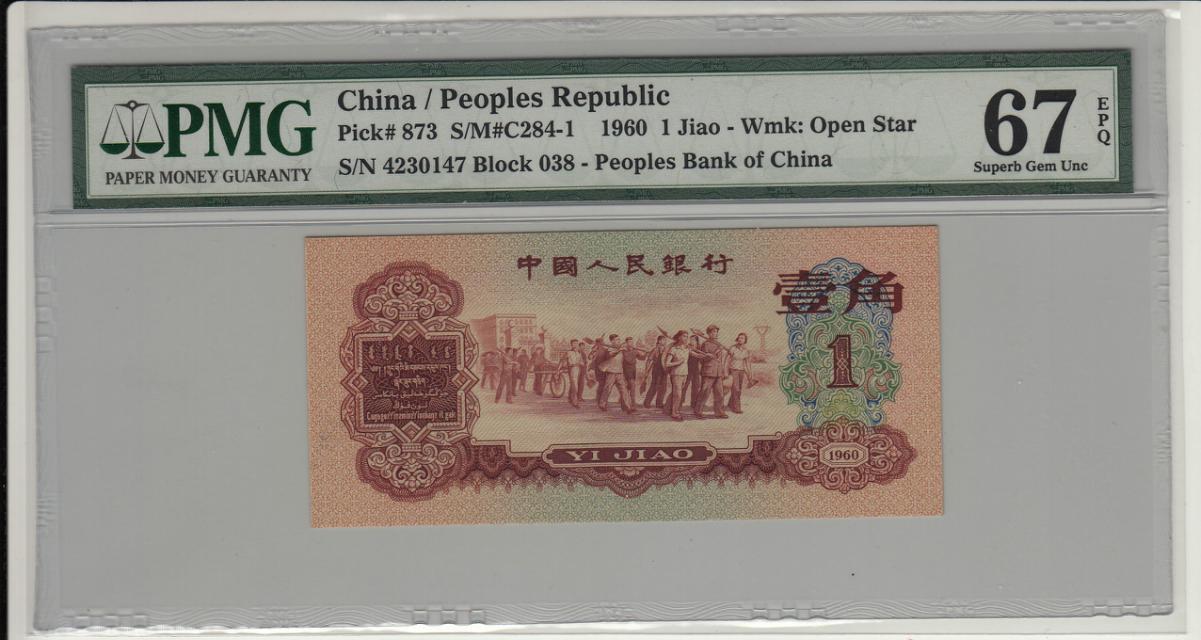 PMG
PAPER MONEY GUARANTY
China / Peoples Republic
Pick# 873 S/M#C284-1 1960 1 Jiao - Wmk: Open Star
S/N 4230147 Block 038 - Peoples Bank of China
67
EPQ
Superb Gem Unc
中國人民銀行
壹角
1
YI JIAO
1960